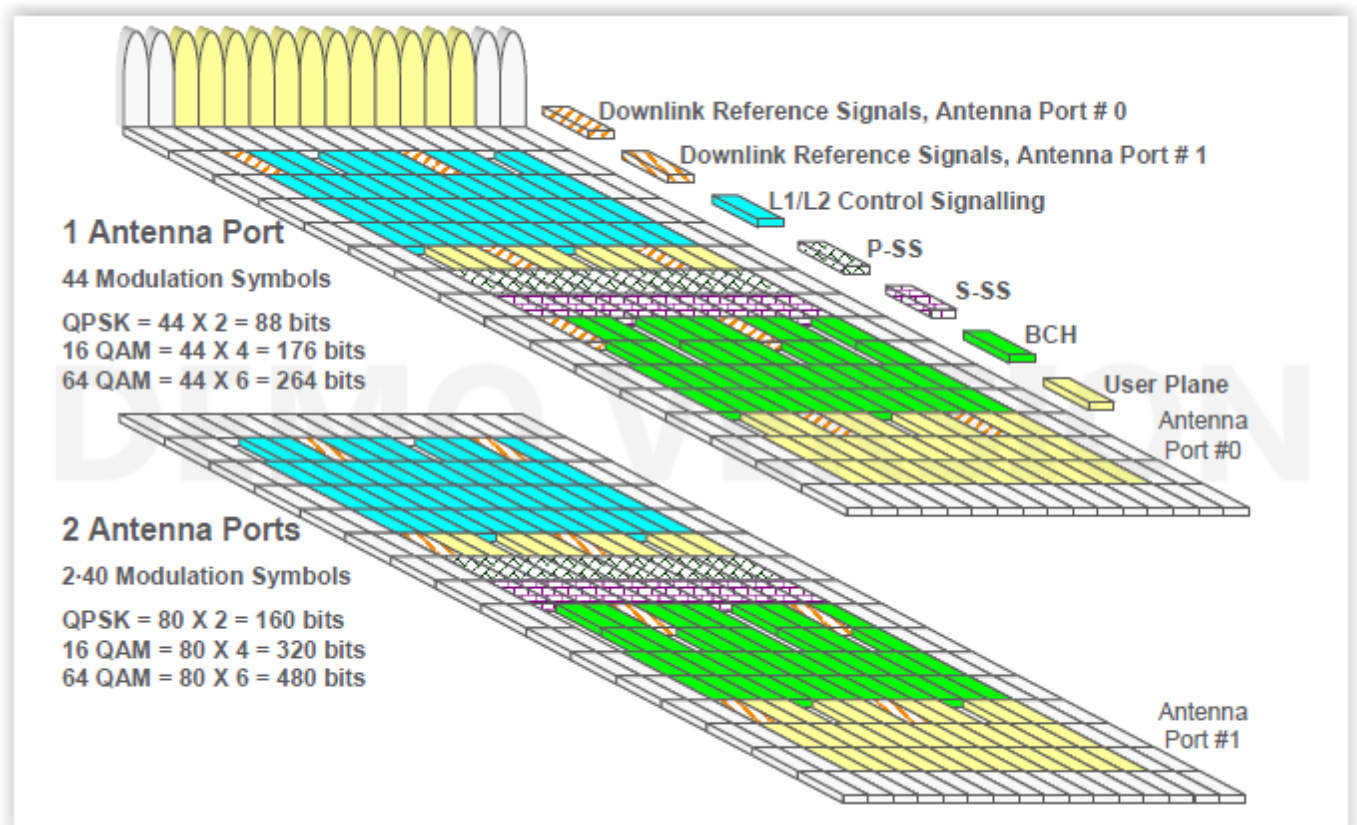 Downlink Reference Signals, Antenna Port # 0
Downlink Reference Signals, Antenna Port # 1
L1/L2 Control Signalling
P-SS
S-SS
BCH
User Plane
Antenna
Port #0
1 Antenna Port
44 Modulation Symbols
QPSK = 44 X 2 = 88 bits
16 QAM = 44 X 4 = 176 bits
64 QAM = 44 X 6 = 264 bits
DEMO VERSION
2 Antenna Ports
2·40 Modulation Symbols
QPSK = 80 X 2 = 160 bits
16 QAM = 80 X 4 = 320 bits
64 QAM = 80 X 6 = 480 bits
Antenna
Port #1